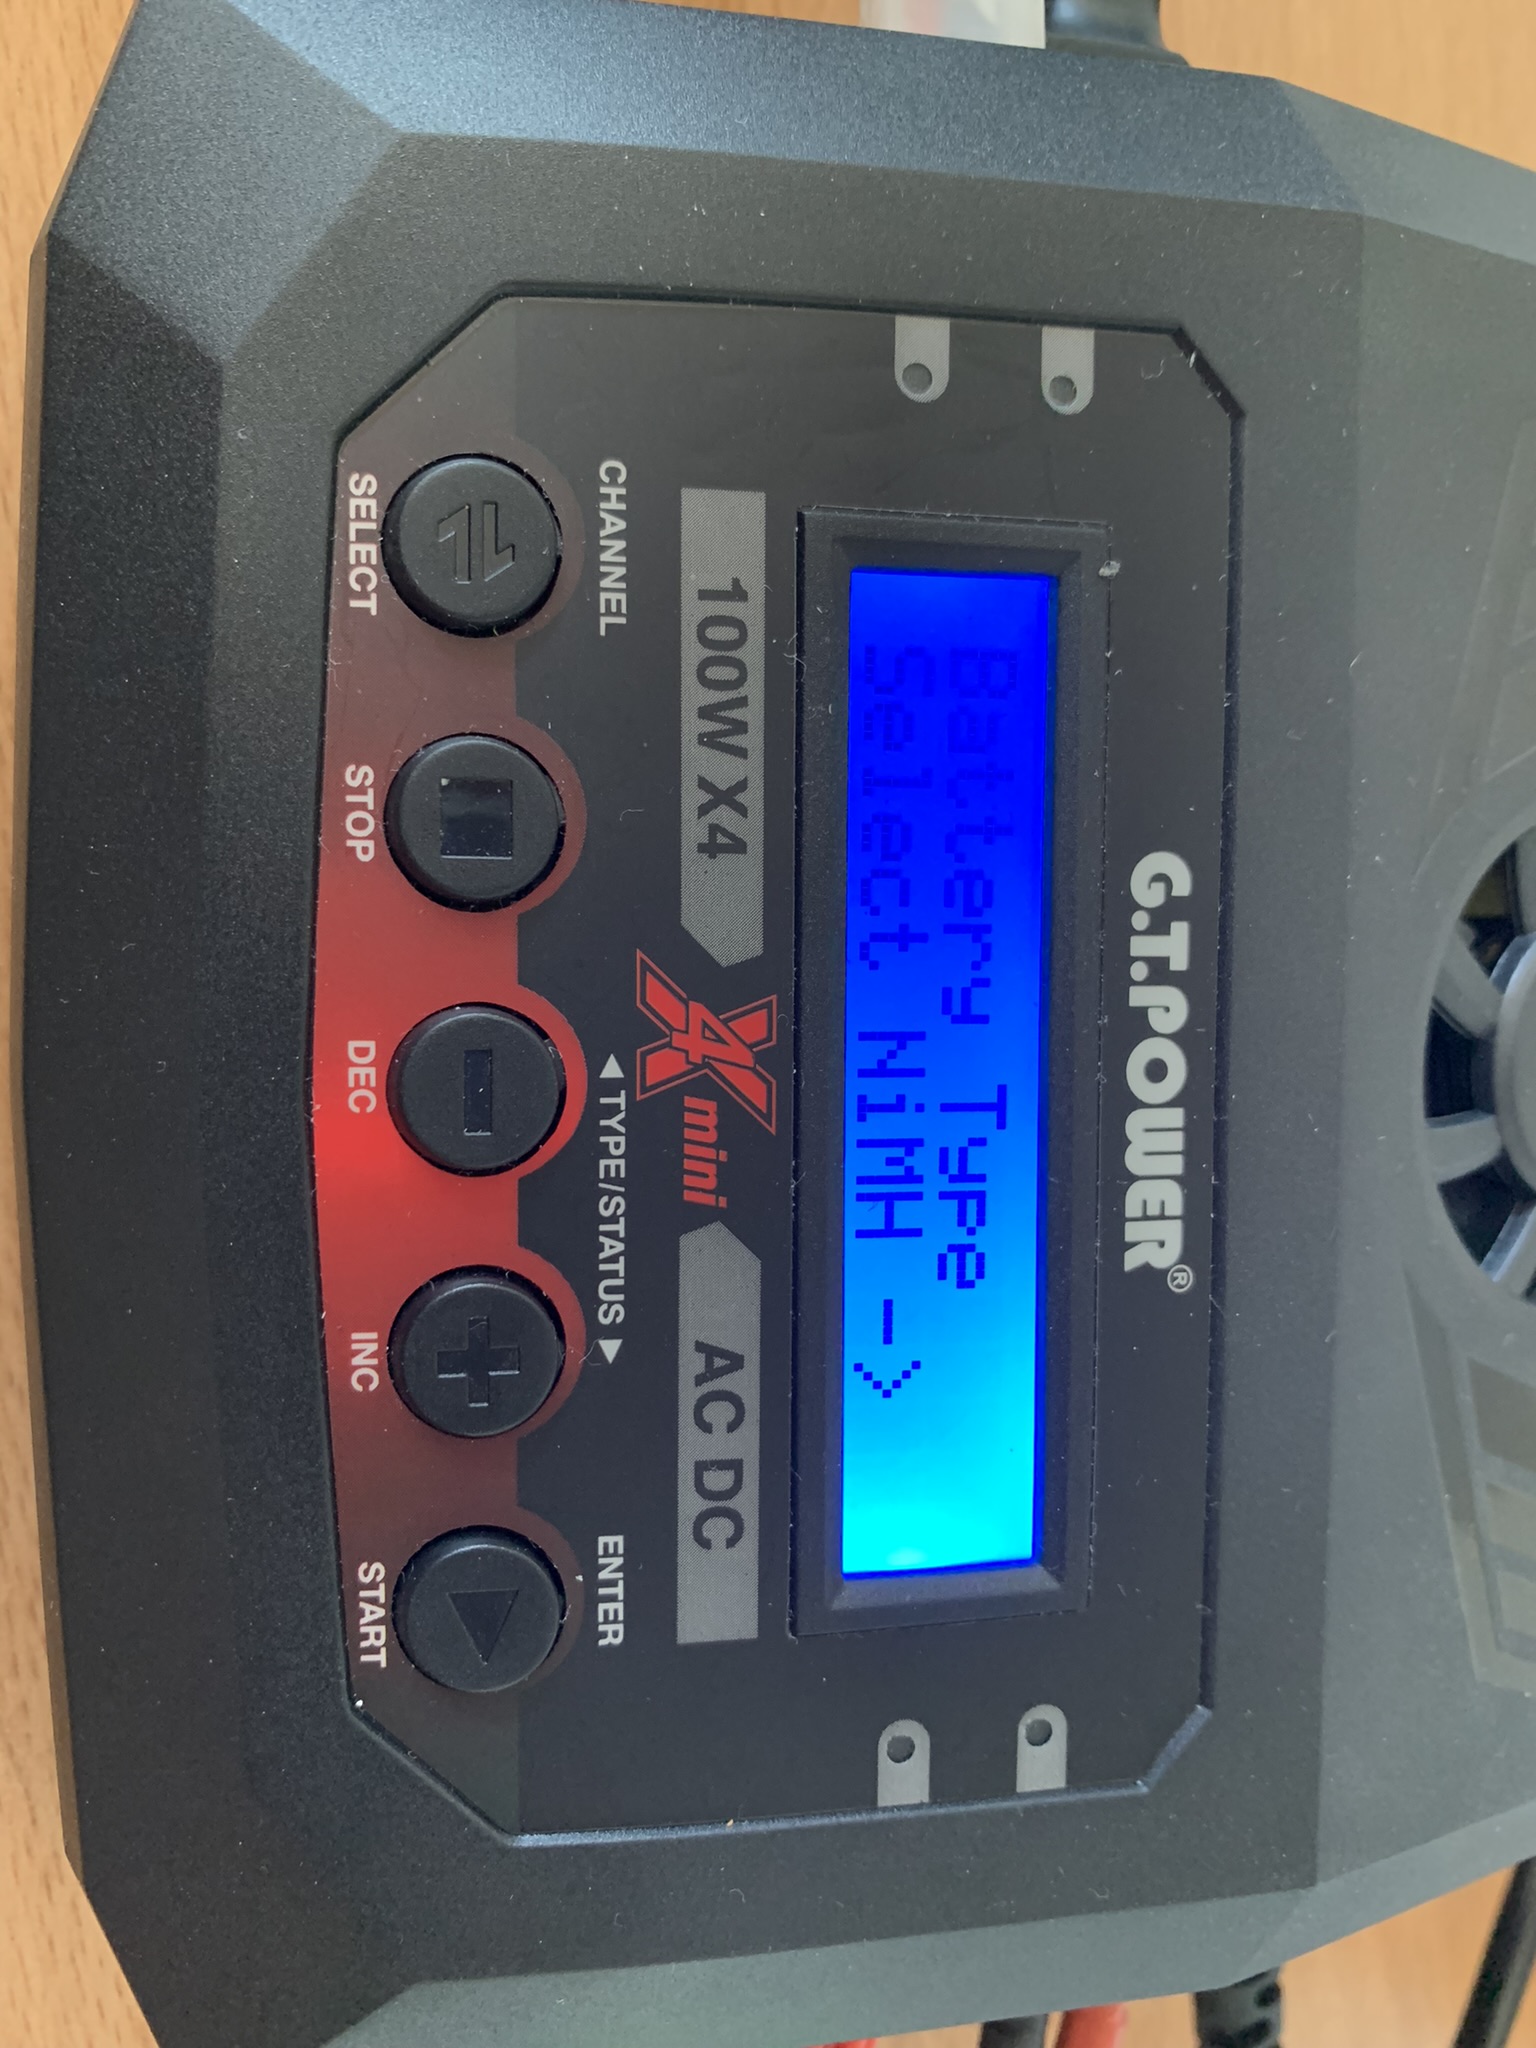 G.T.POWER®
Battery Type
Select NiMH ->
100W X4
X4 mini
AC DC
CHANNEL
◀ TYPE/STATUS ▶
ENTER
SELECT
STOP
DEC
INC
START